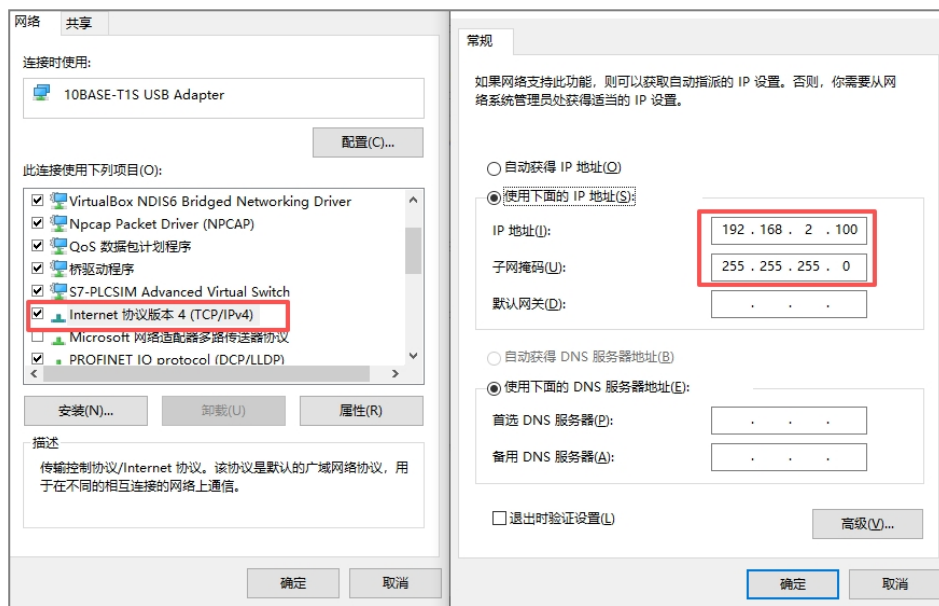 网络
共享
连接时使用:
10BASE-T1S USB Adapter
配置(C)...
此连接使用下列项目(O):
VirtualBox NDIS6 Bridged Networking Driver
Npcap Packet Driver (NPCAP)
QoS 数据包计划程序
桥驱动程序
S7-PLCSIM Advanced Virtual Switch
Internet 协议版本 4 (TCP/IPv4)
Microsoft 网络适配器多路传送器协议
PROFINET IO protocol (DCP/LLDP)
安装(N)...
卸载(U)
属性(R)
描述
传输控制协议/Internet 协议。该协议是默认的广域网络协议，用
于在不同的相互连接的网络上通信。
确定
取消
常规
如果网络支持此功能，则可以获取自动指派的 IP 设置。否则，你需要从网
络系统管理员处获得适当的 IP 设置。
自动获得 IP 地址(O)
使用下面的 IP 地址(S):
IP 地址(I):
192 . 168 . 2 . 100
子网掩码(U):
255 . 255 . 255 . 0
默认网关(D):
. . .
自动获得 DNS 服务器地址(B)
使用下面的 DNS 服务器地址(E):
首选 DNS 服务器(P):
. . .
备用 DNS 服务器(A):
. . .
退出时验证设置(L)
高级(V)...
确定
取消